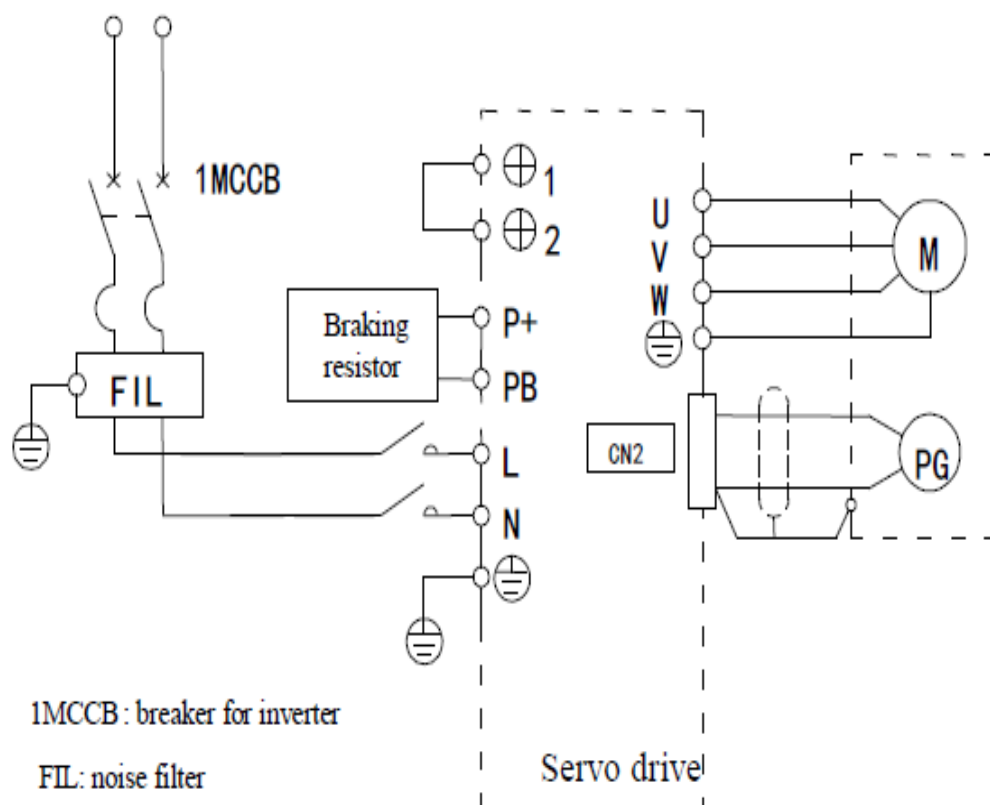 1MCCB
1
2
U
V
W
M
Braking
resistor
P+
PB
FIL
L
N
CN2
PG
1MCCB : breaker for inverter
FIL: noise filter
Servo drive